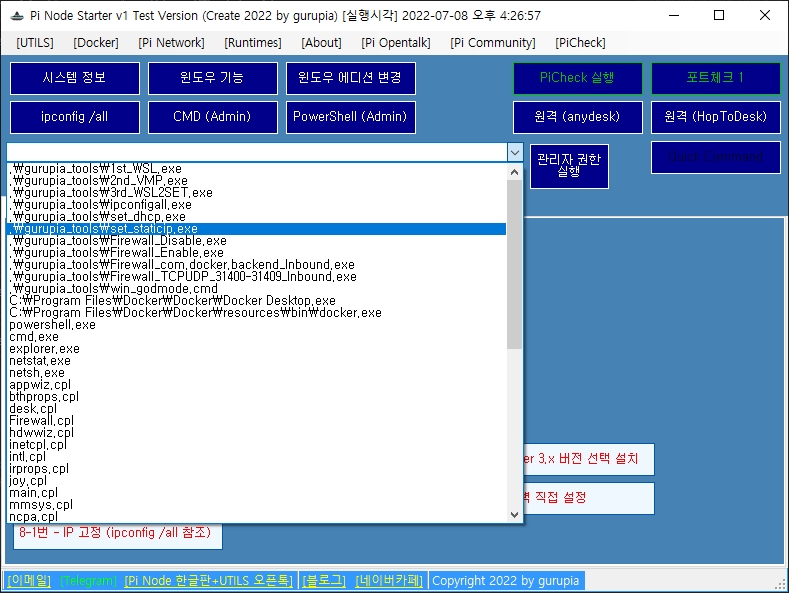 Pi Node Starter v1 Test Version (Create 2022 by gurupia) [실행시각] 2022-07-08 오후 4:26:57
[UTILS] [Docker] [Pi Network] [Runtimes] [About] [Pi Opentalk] [Pi Community] [PiCheck]
시스템 정보 윈도우 기능 윈도우 에디션 변경 PiCheck 실행 포트체크 1
ipconfig /all CMD (Admin) PowerShell (Admin) 원격 (anydesk) 원격 (HopToDesk)
관리자 권한
실행
Quick Command
.₩gurupia_tools₩1st_WSL.exe
.₩gurupia_tools₩2nd_VMP.exe
.₩gurupia_tools₩3rd_WSL2SET.exe
.₩gurupia_tools₩ipconfigall.exe
.₩gurupia_tools₩set_dhcp.exe
.₩gurupia_tools₩set_staticip.exe
.₩gurupia_tools₩Firewall_Disable.exe
.₩gurupia_tools₩Firewall_Enable.exe
.₩gurupia_tools₩Firewall_com.docker.backend_Inbound.exe
.₩gurupia_tools₩Firewall_TCPUDP_31400-31409_Inbound.exe
.₩gurupia_tools₩win_godmode.cmd
C:₩Program Files₩Docker₩Docker₩Docker Desktop.exe
C:₩Program Files₩Docker₩Docker₩resources₩bin₩docker.exe
powershell.exe
cmd.exe
explorer.exe
netstat.exe
netsh.exe
appwiz.cpl
bthprops.cpl
desk.cpl
Firewall.cpl
hdwwiz.cpl
inetcpl.cpl
intl.cpl
irprops.cpl
joy.cpl
main.cpl
mmsys.cpl
ncpa.cpl
er 3.x 버전 선택 설치
벽 직접 설정
8-1번 - IP 고정 (ipconfig /all 참조)
[이메일] [Telegram] [Pi Node 한글판+UTILS 오픈톡] [블로그] [네이버카페] Copyright 2022 by gurupia